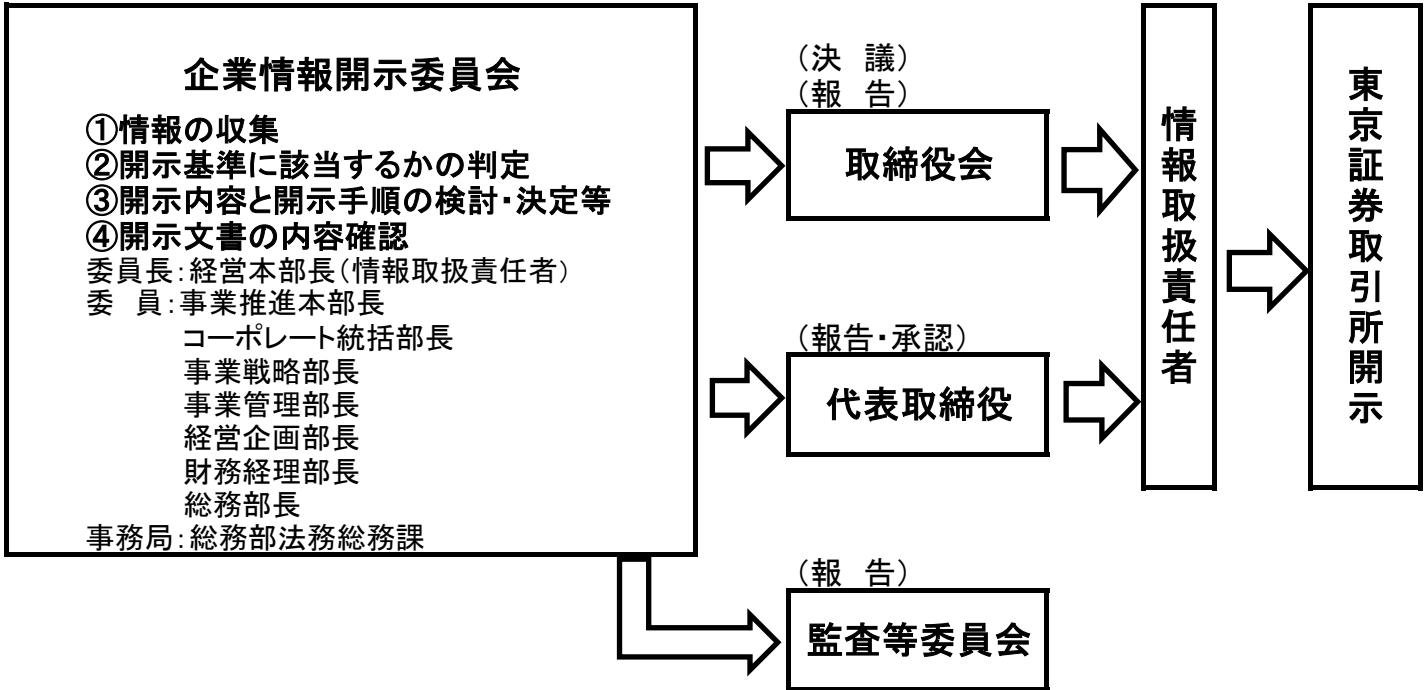 企業情報開示委員会
①情報の収集
②開示基準に該当するかの判定
③開示内容と開示手順の検討・決定等
④開示文書の内容確認
委員長：経営本部長（情報取扱責任者）
委　員：事業推進本部長
コーポレート統括部長
事業戦略部長
事業管理部長
経営企画部長
財務経理部長
総務部長
事務局：総務部法務総務課
（決　議）
（報　告）
取締役会
（報告・承認）
代表取締役
（報　告）
監査等委員会
情報取扱責任者
東京証券取引所開示